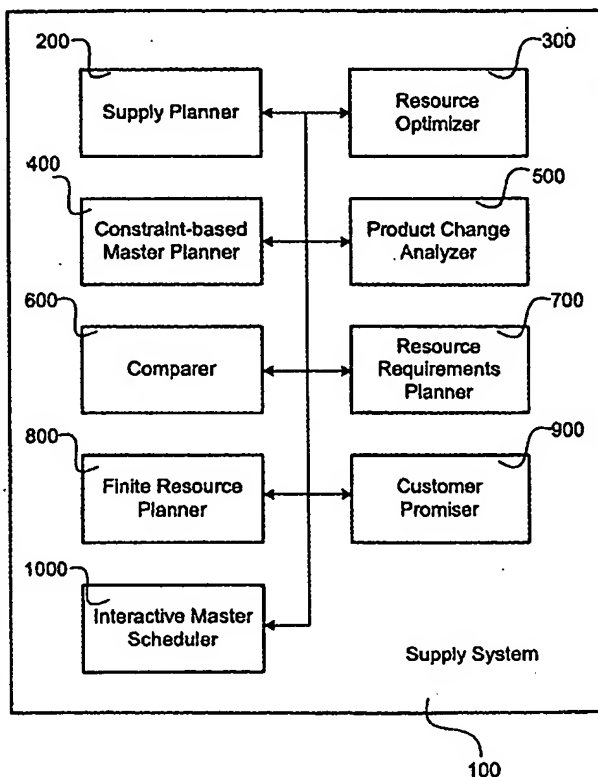 200
300
Supply Planner
Resource
Optimizer
400
500
Constraint-based
Master Planner
Product Change
Analyzer
600
700
Comparer
Resource
Requirements
Planner
800
900
Finite Resource
Planner
Customer
Promiser
1000
Interactive Master
Scheduler
Supply System
100